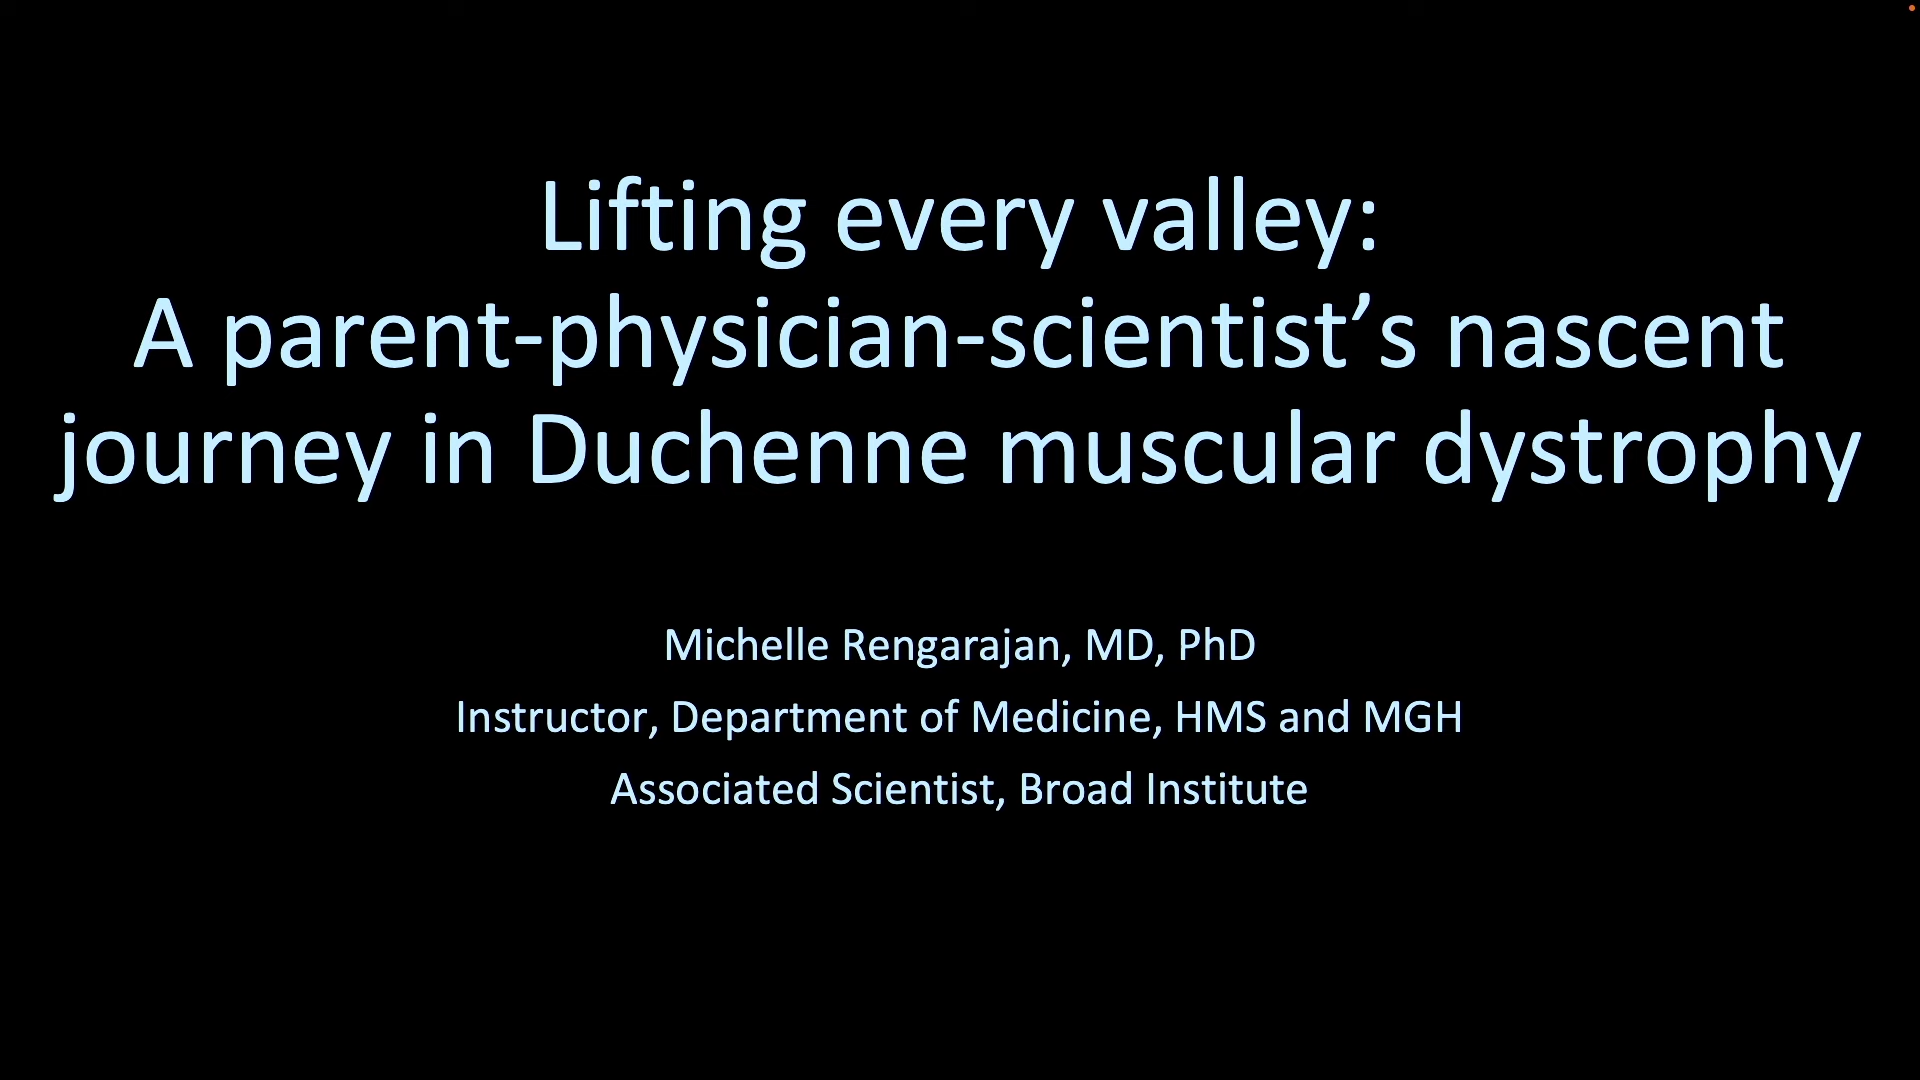 Lifting every valley:
A parent-physician-scientist’s nascent
journey in Duchenne muscular dystrophy
Michelle Rengarajan, MD, PhD
Instructor, Department of Medicine, HMS and MGH
Associated Scientist, Broad Institute